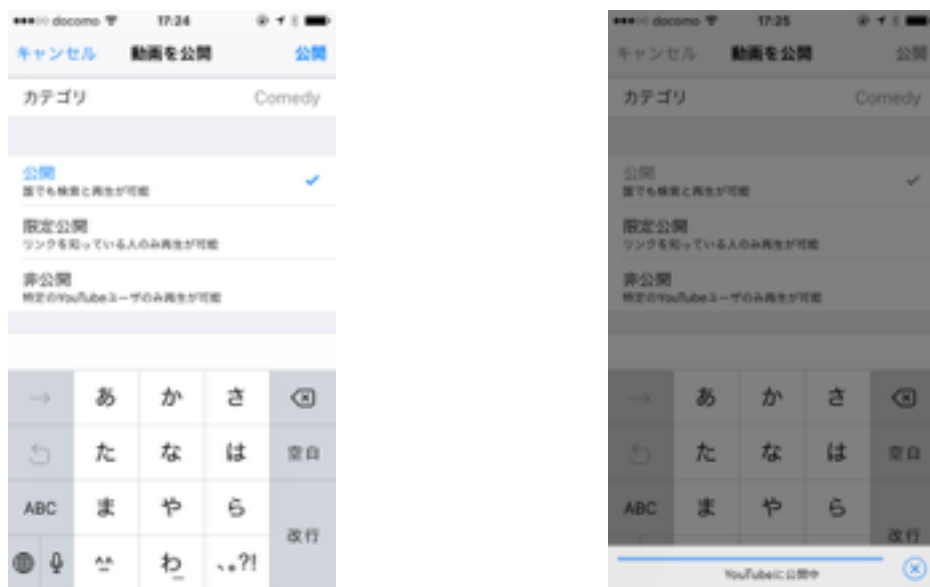 docomo 17:24
キャンセル 動画を公開 公開
カテゴリ Comedy
公開
誰でも検索と再生が可能
限定公開
リンクを知っている人のみ再生が可能
非公開
特定のYouTubeユーザのみ再生が可能
→ あ か さ
た な は 空白
ABC ま や ら
改行
^^ わ 、。?!
docomo 17:25
キャンセル 動画を公開 公開
カテゴリ Comedy
公開
誰でも検索と再生が可能
限定公開
リンクを知っている人のみ再生が可能
非公開
特定のYouTubeユーザのみ再生が可能
→ あ か さ
た な は 空白
ABC ま や ら
改行
YouTubeに公開中